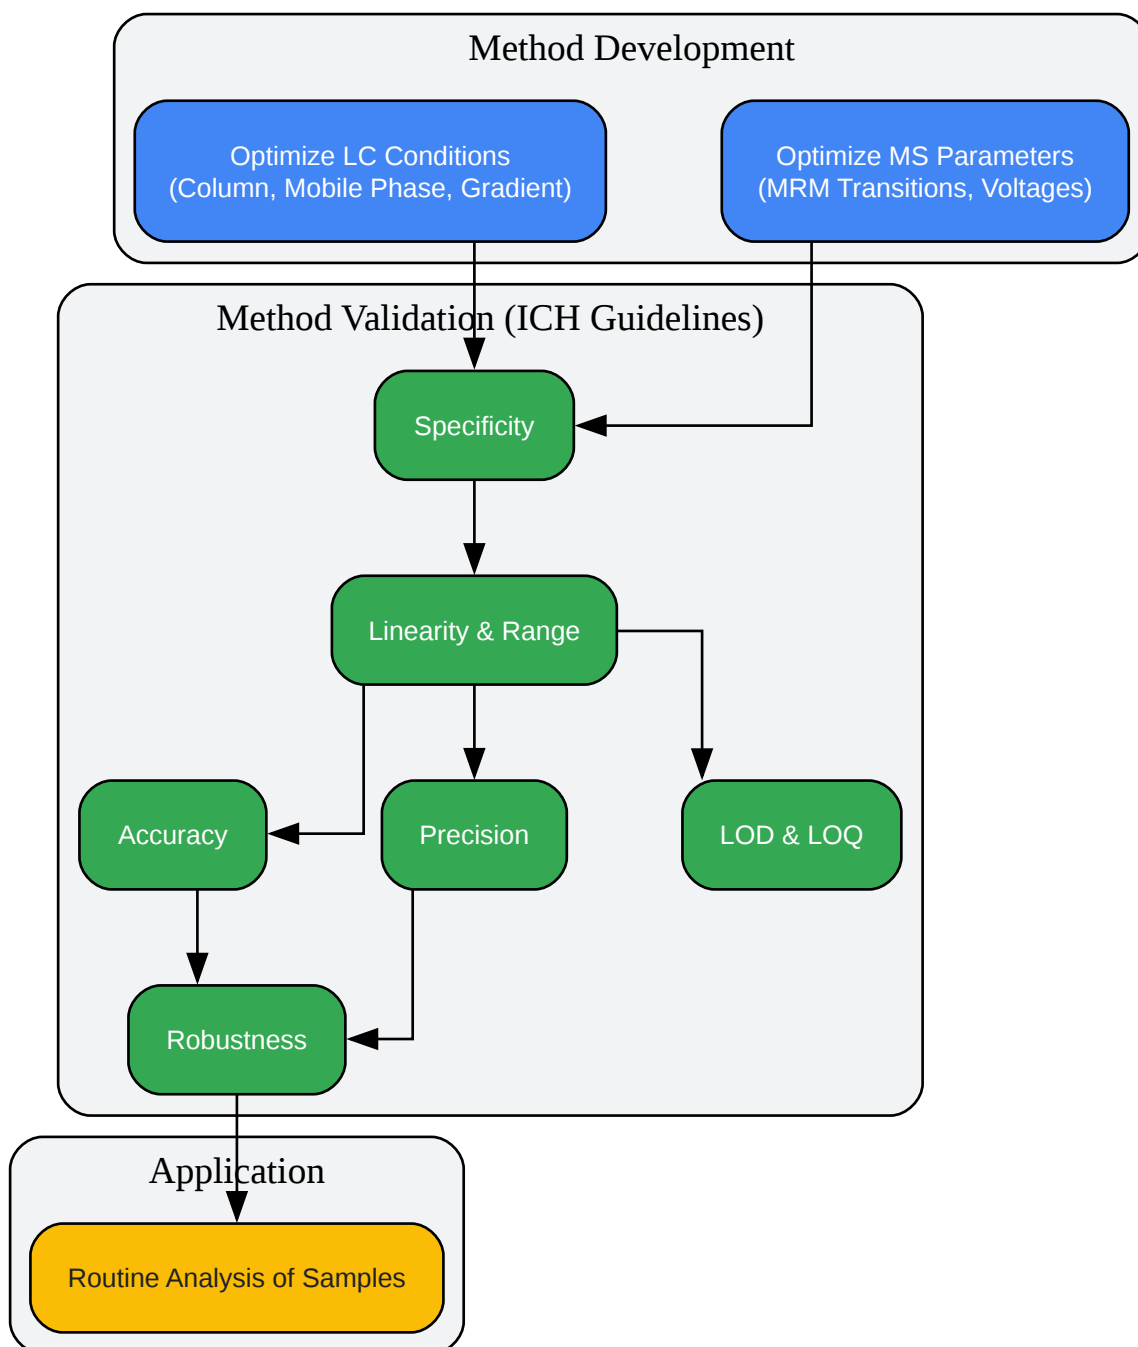 Method Development
Optimize LC Conditions
(Column, Mobile Phase, Gradient)
Optimize MS Parameters
(MRM Transitions, Voltages)
Method Validation (ICH Guidelines)
Specificity
Linearity & Range
Accuracy
Precision
LOD & LOQ
Robustness
Application
Routine Analysis of Samples